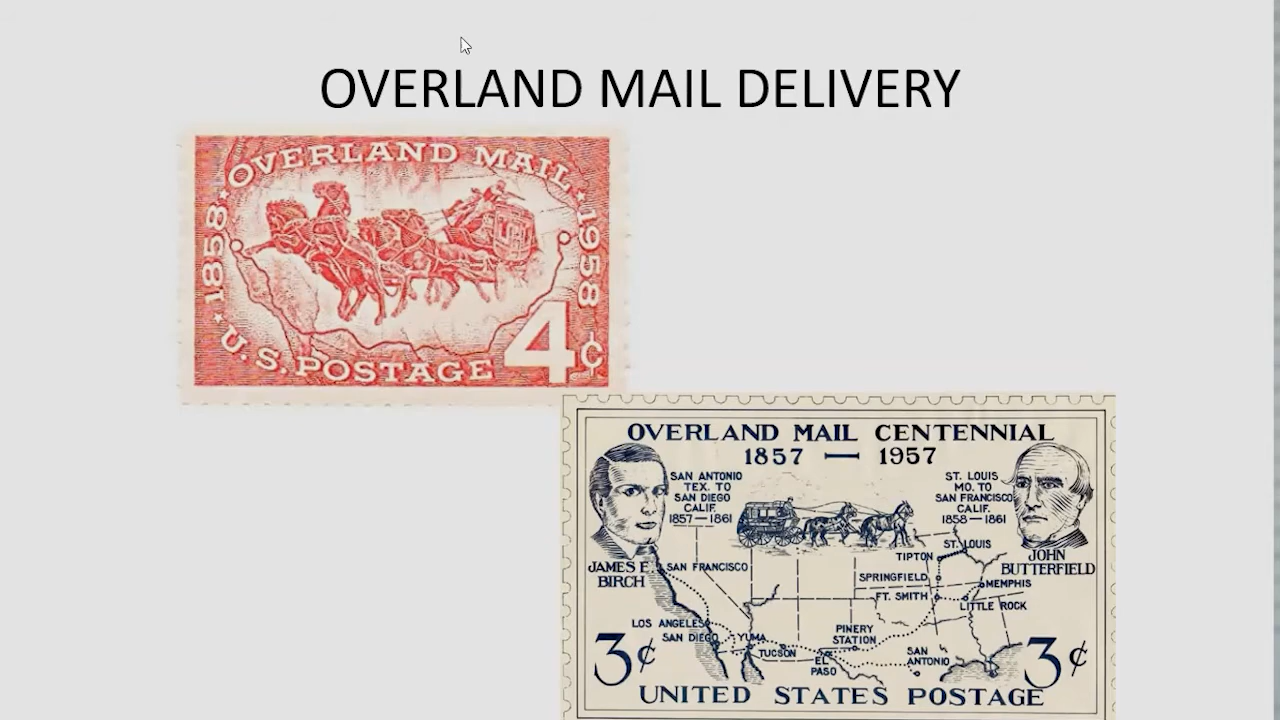 OVERLAND MAIL DELIVERY
OVERLAND MAIL
1858
1958
U.S. POSTAGE
4¢
OVERLAND MAIL CENTENNIAL
1857 — 1957
SAN ANTONIO
TEX. TO
SAN DIEGO
CALIF.
1857—1861
ST. LOUIS
MO. TO
SAN FRANCISCO
CALIF.
1858—1861
JAMES E.
BIRCH
JOHN
BUTTERFIELD
SAN FRANCISCO
TIPTON
ST. LOUIS
SPRINGFIELD
MEMPHIS
FT. SMITH
LITTLE ROCK
LOS ANGELES
SAN DIEGO
YUMA
TUCSON
EL
PASO
PINERY
STATION
SAN
ANTONIO
3¢
3¢
UNITED STATES POSTAGE